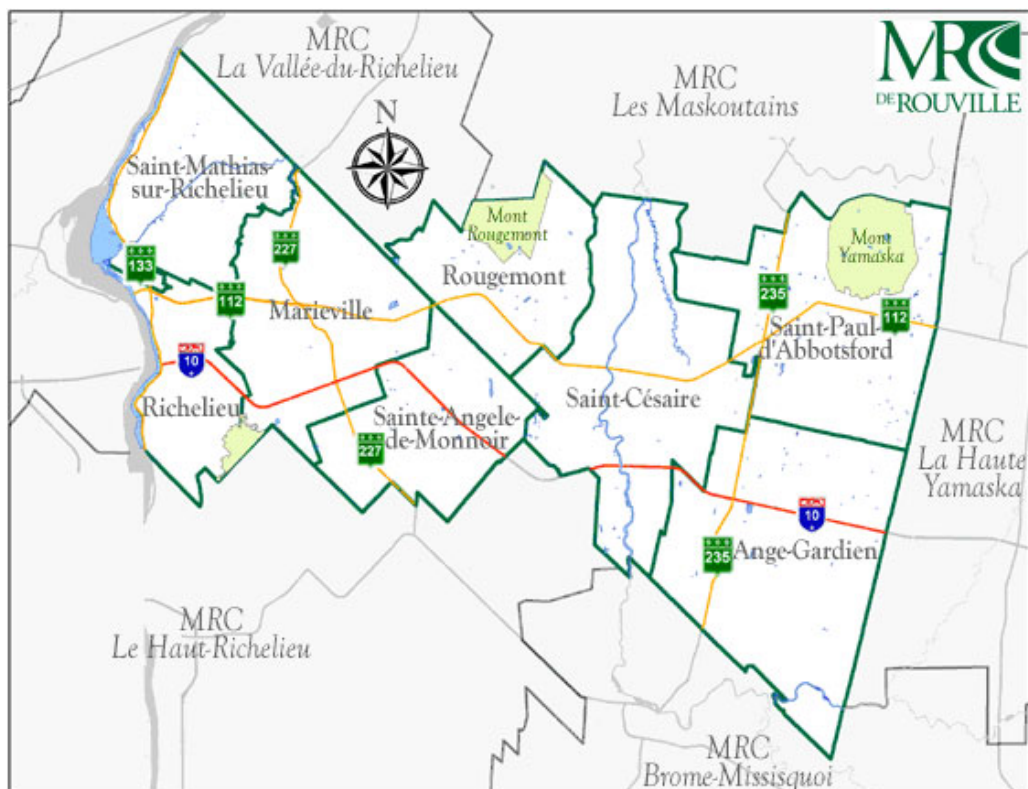 MRC
La Vallée-du-Richelieu
MRC
Les Maskoutains
MRC
DE ROUVILLE
N
Saint-Mathias-
sur-Richelieu
Mont
Rougemont
Mont
Yamaska
133
227
Rougemont
235
112
112
Marieville
Saint-Paul-
d'Abbotsford
10
Richelieu
Sainte-Angele-
de-Monnoir
Saint-Césaire
227
MRC
La Haute
Yamaska
10
235
Ange-Gardien
MRC
Le Haut-Richelieu
MRC
Brome-Missisquoi